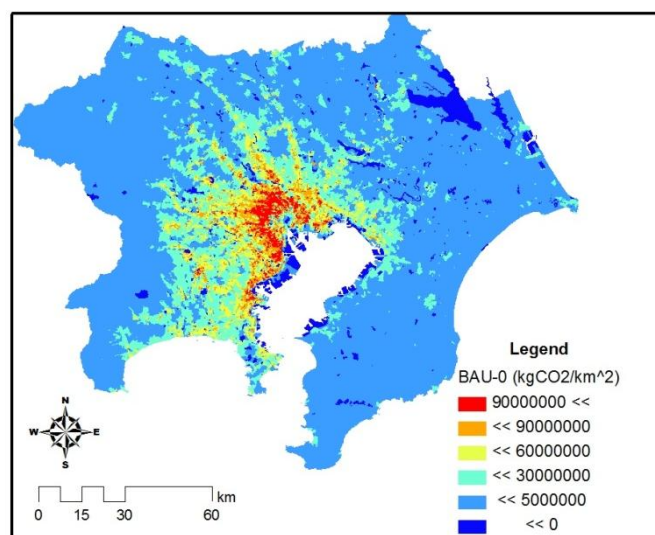 Legend
BAU-0 (kgCO2/km^2)
90000000 <<
<< 90000000
<< 60000000
<< 30000000
<< 5000000
<< 0
N
W E
S
km
0 15 30 60